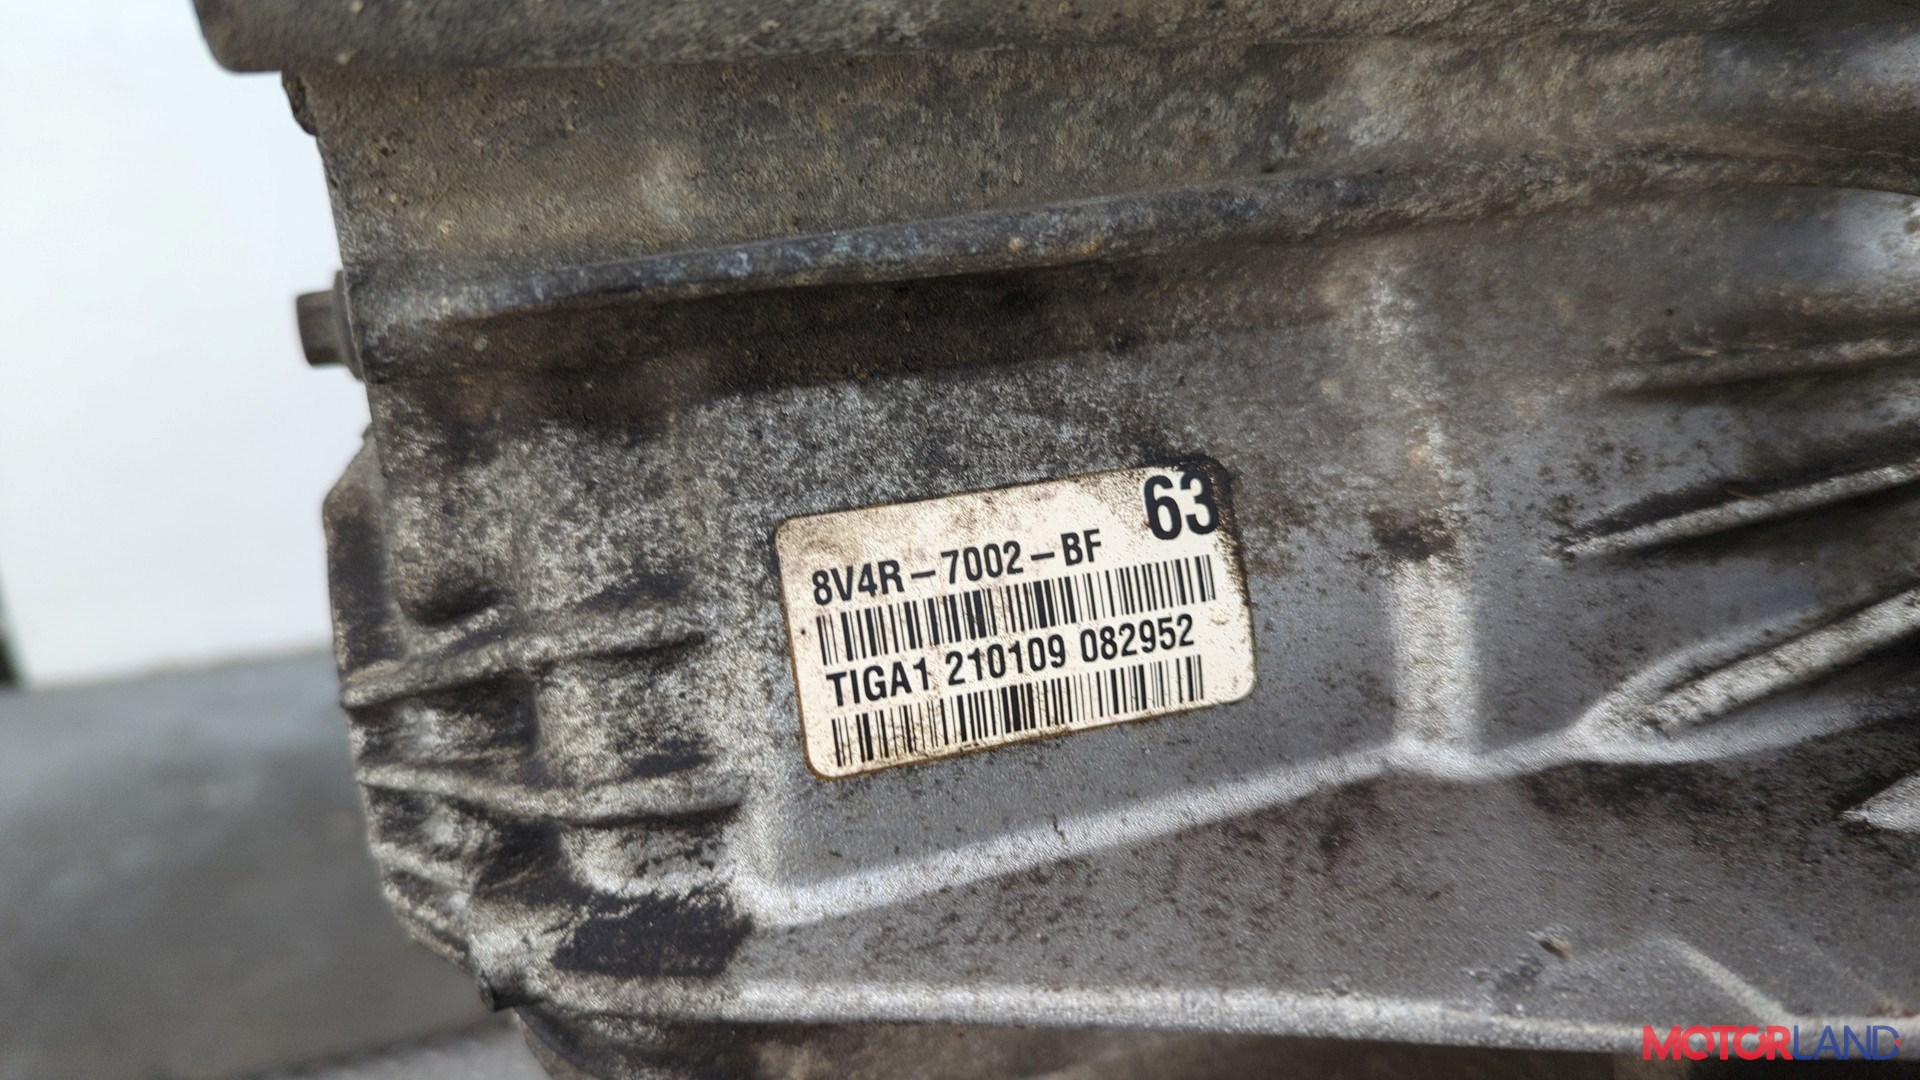 63
8V4R-7002-BF
TIGA1 210109 082952
MOTORLAND